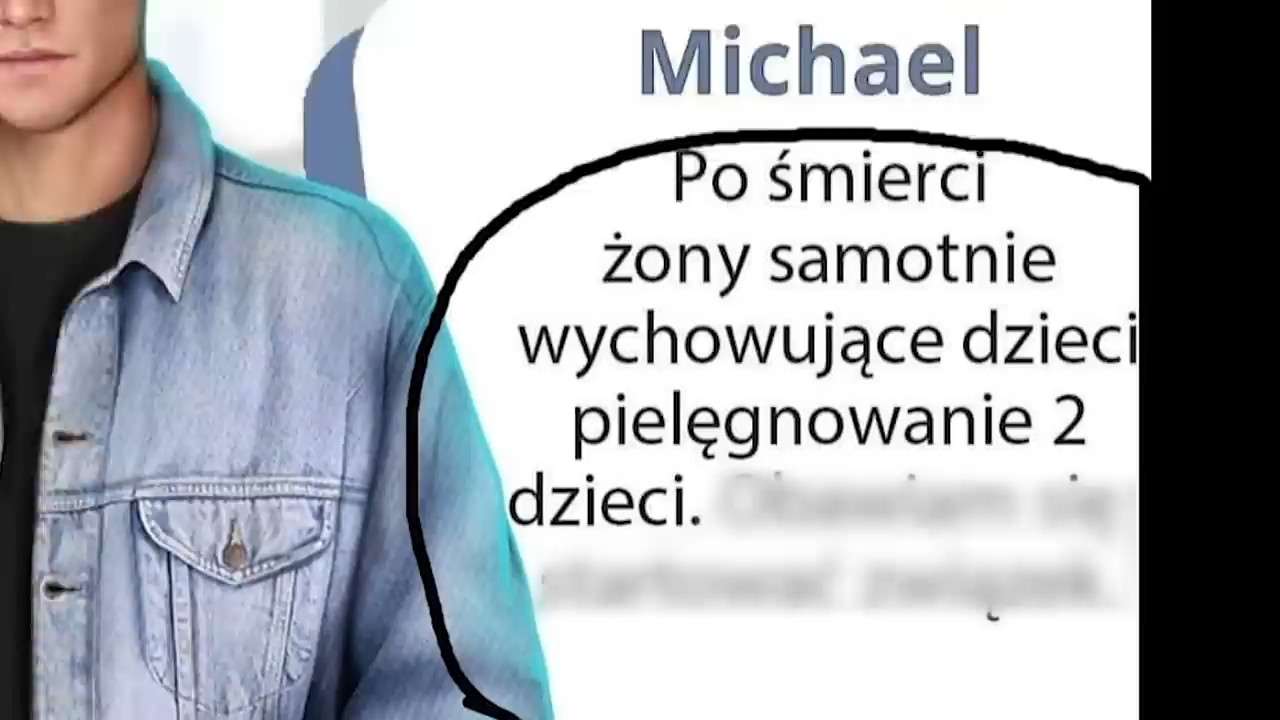 Michael
Po śmierci
żony samotnie
wychowujące dzieci
pielęgnowanie 2
dzieci.